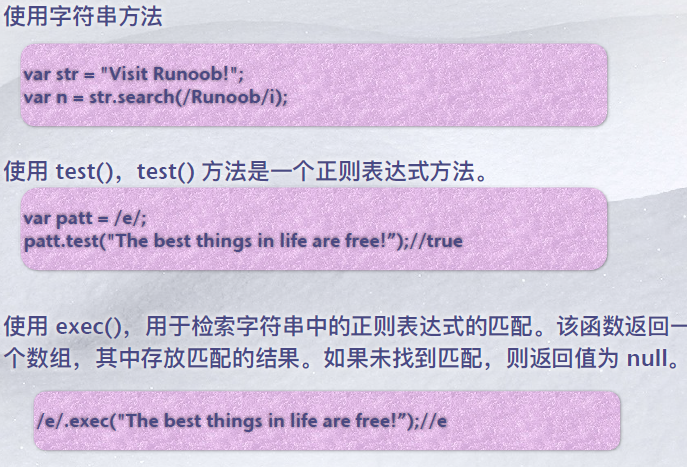 使用字符串方法
var str = "Visit Runoob!";
var n = str.search(/Runoob/i);
使用 test()，test() 方法是一个正则表达式方法。
var patt = /e/;
patt.test("The best things in life are free!”);//true
使用 exec()，用于检索字符串中的正则表达式的匹配。该函数返回一
个数组，其中存放匹配的结果。如果未找到匹配，则返回值为 null。
/e/.exec("The best things in life are free!”);//e